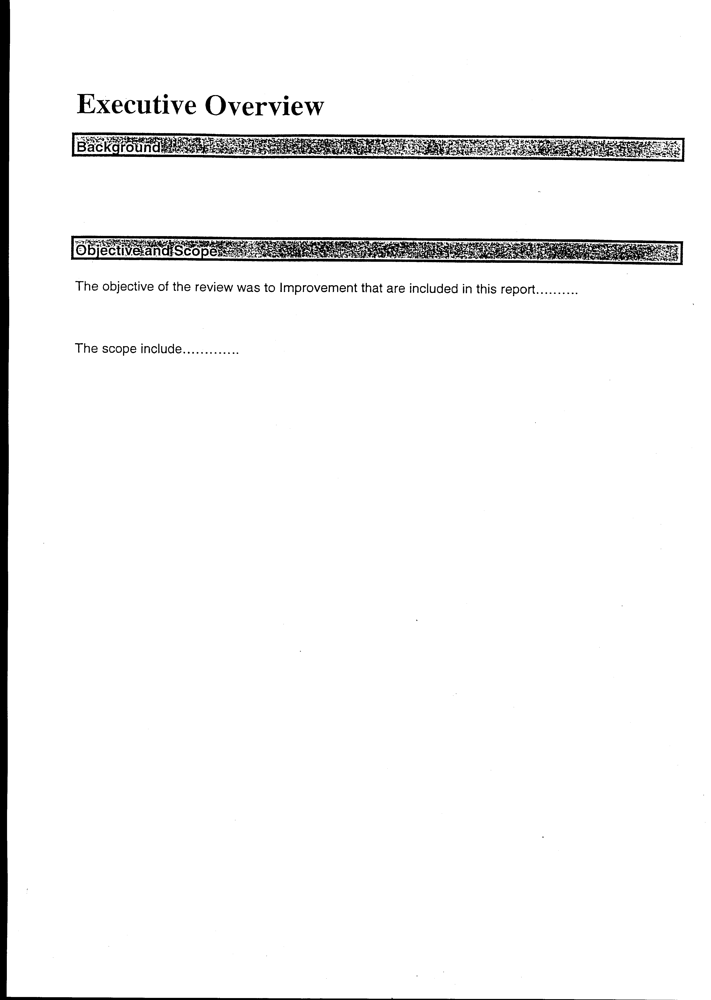 Executive Overview
Background
Objective and Scope
The objective of the review was to Improvement that are included in this report..........
The scope include.............